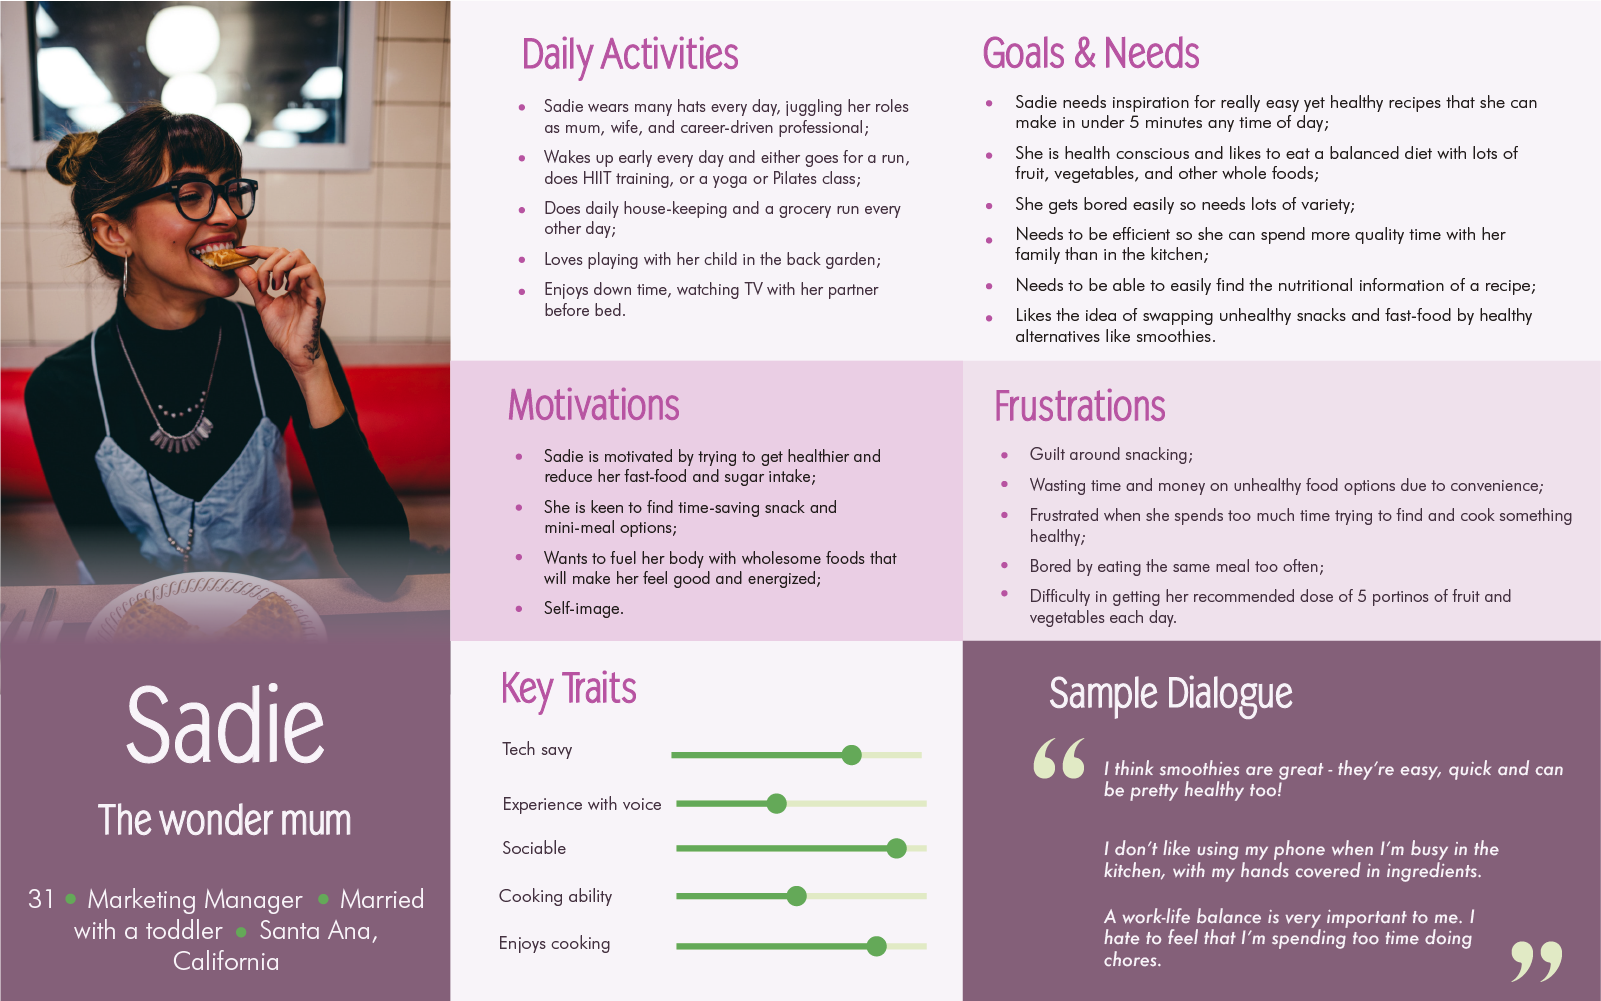 Daily Activities
Sadie wears many hats every day, juggling her roles
as mum, wife, and career-driven professional;
Wakes up early every day and either goes for a run,
does HIIT training, or a yoga or Pilates class;
Does daily house-keeping and a grocery run every
other day;
Loves playing with her child in the back garden;
Enjoys down time, watching TV with her partner
before bed.
Goals & Needs
Sadie needs inspiration for really easy yet healthy recipes that she can
make in under 5 minutes any time of day;
She is health conscious and likes to eat a balanced diet with lots of
fruit, vegetables, and other whole foods;
She gets bored easily so needs lots of variety;
Needs to be efficient so she can spend more quality time with her
family than in the kitchen;
Needs to be able to easily find the nutritional information of a recipe;
Likes the idea of swapping unhealthy snacks and fast-food by healthy
alternatives like smoothies.
Motivations
Sadie is motivated by trying to get healthier and
reduce her fast-food and sugar intake;
She is keen to find time-saving snack and
mini-meal options;
Wants to fuel her body with wholesome foods that
will make her feel good and energized;
Self-image.
Frustrations
Guilt around snacking;
Wasting time and money on unhealthy food options due to convenience;
Frustrated when she spends too much time trying to find and cook something
healthy;
Bored by eating the same meal too often;
Difficulty in getting her recommended dose of 5 portinos of fruit and
vegetables each day.
Sadie
The wonder mum
31 • Marketing Manager • Married
with a toddler • Santa Ana,
California
Key Traits
Tech savy
Experience with voice
Sociable
Cooking ability
Enjoys cooking
Sample Dialogue
“ I think smoothies are great - they’re easy, quick and can
be pretty healthy too!
I don’t like using my phone when I’m busy in the
kitchen, with my hands covered in ingredients.
A work-life balance is very important to me. I
hate to feel that I’m spending too time doing
chores. ”